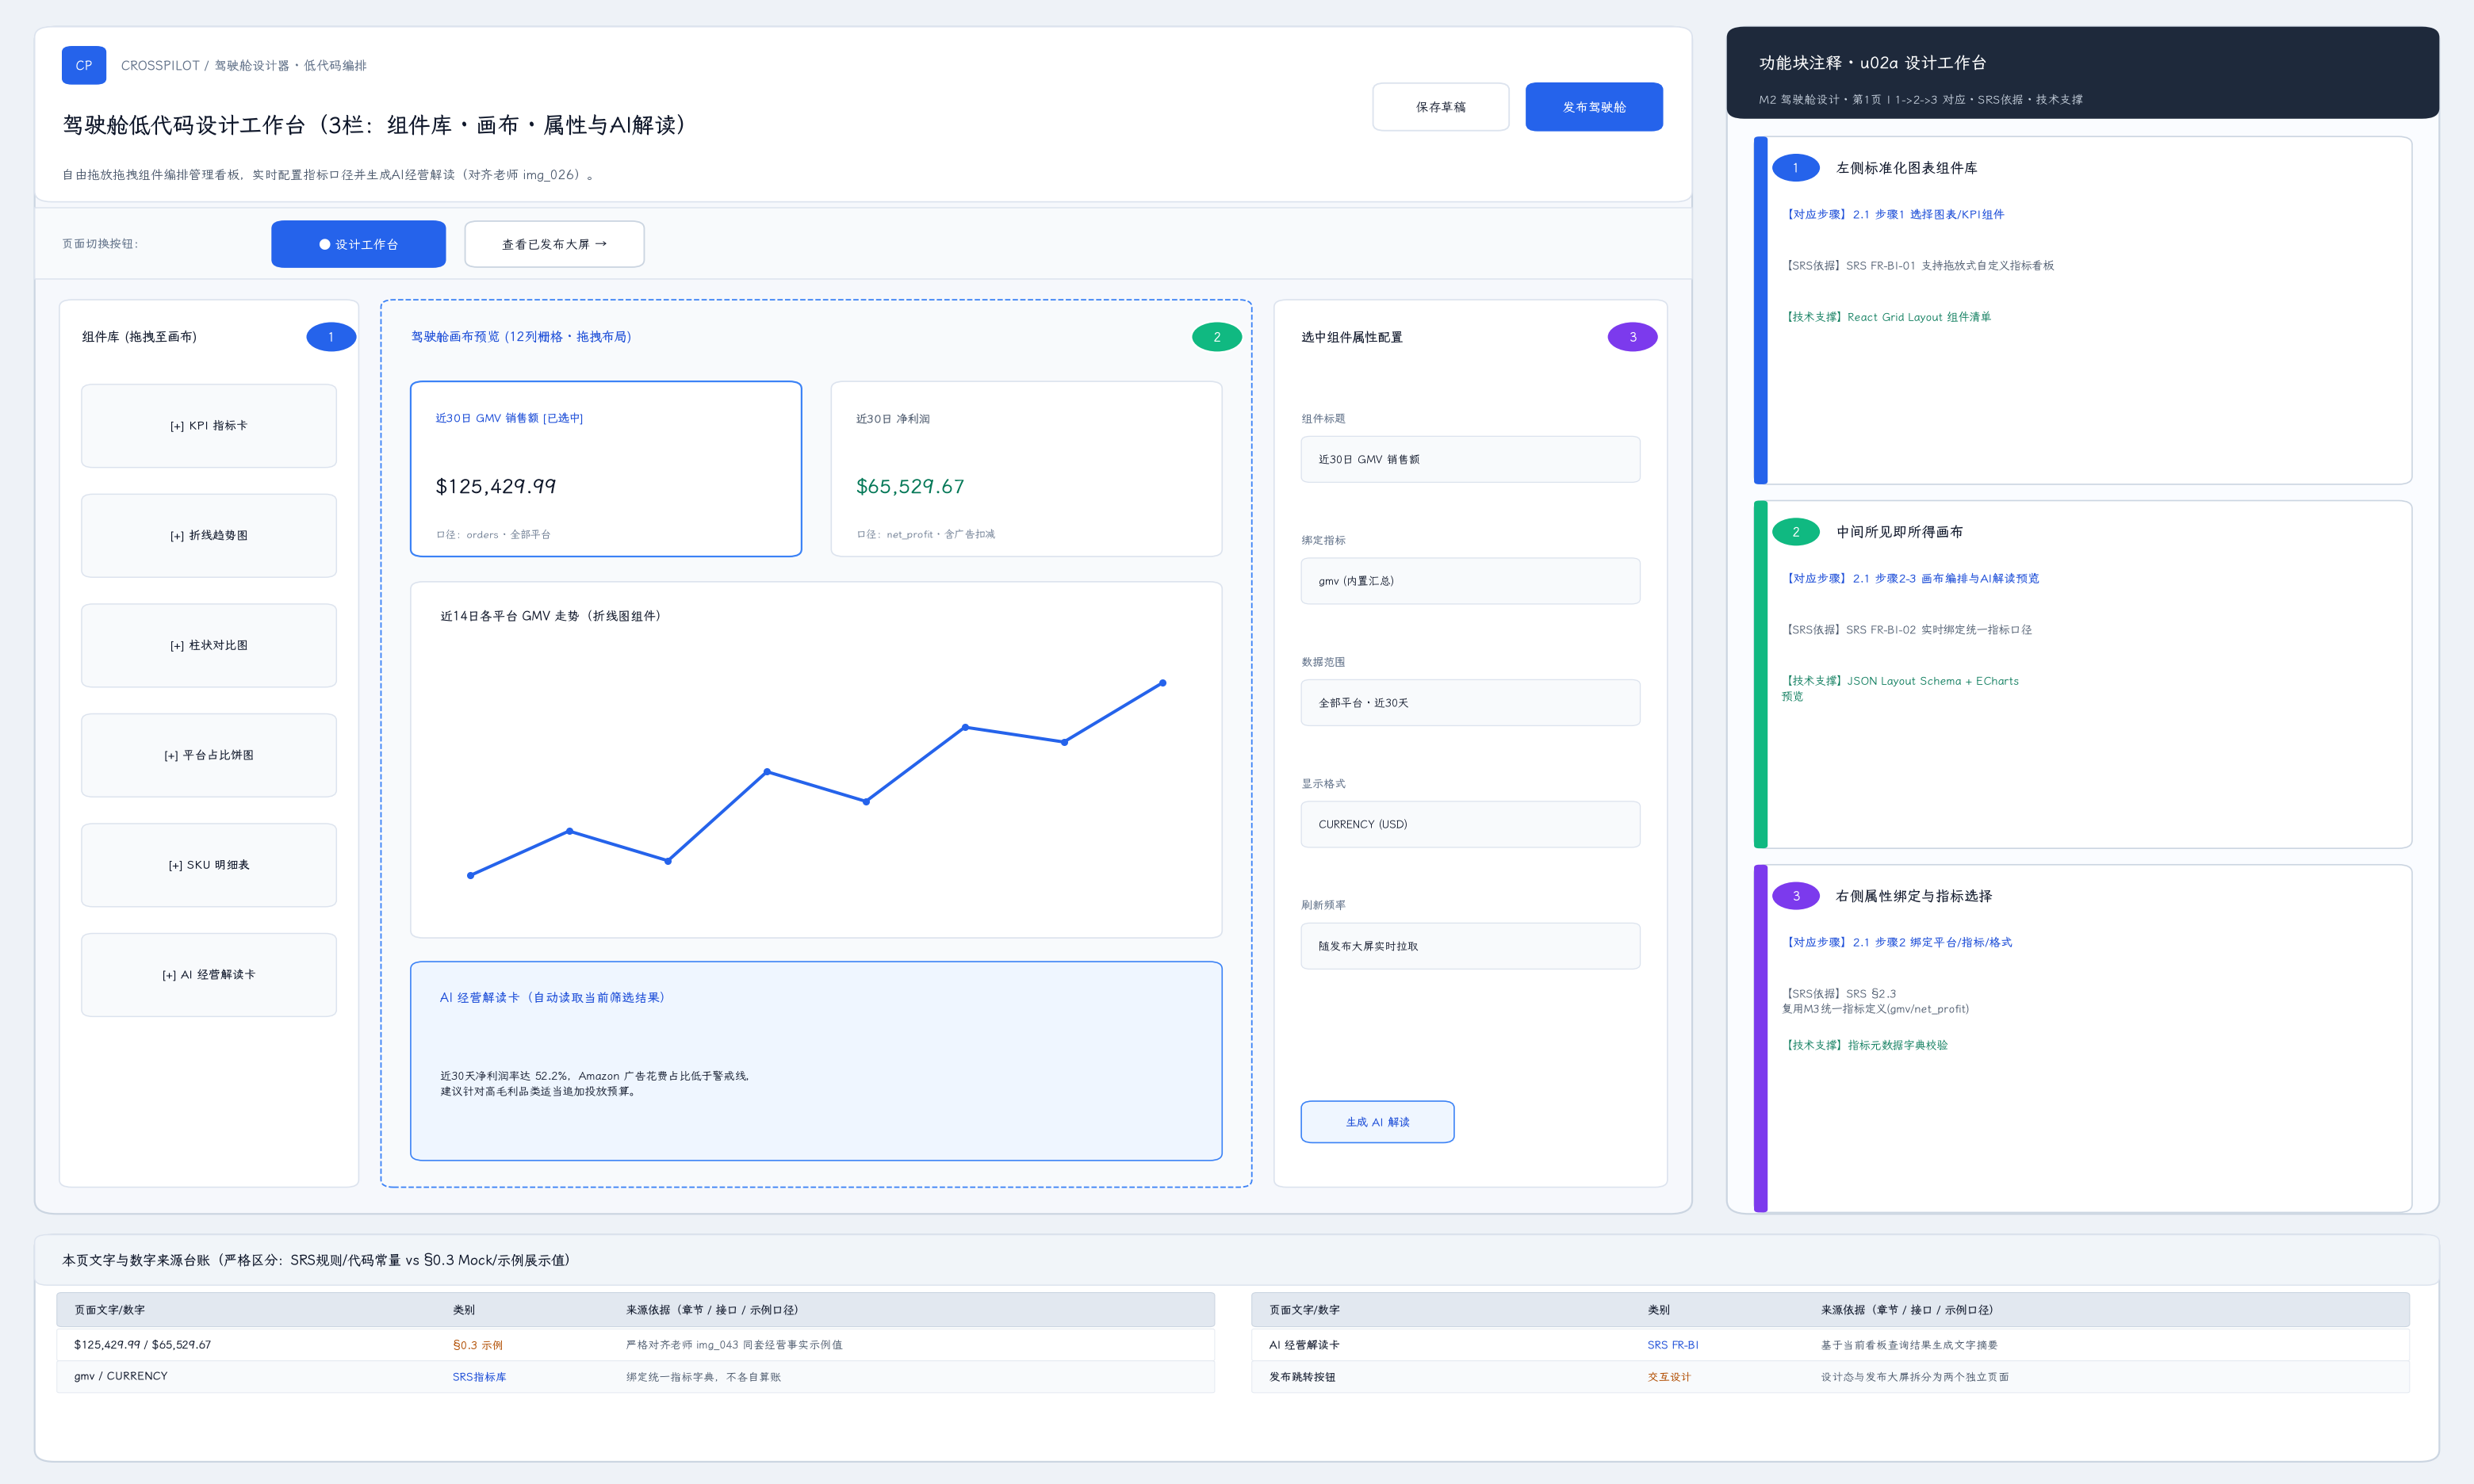 CP
CROSSPILOT / 驾驶舱设计器・低代码编排
驾驶舱低代码设计工作台（3栏：组件库・画布・属性与AI解读）
自由拖放拖拽组件编排管理看板，实时配置指标口径并生成AI经营解读（对齐老师 img_026）。
保存草稿
发布驾驶舱
页面切换按钮：
● 设计工作台
查看已发布大屏 →
组件库 (拖拽至画布)
1
[+] KPI 指标卡
[+] 折线趋势图
[+] 柱状对比图
[+] 平台占比饼图
[+] SKU 明细表
[+] AI 经营解读卡
驾驶舱画布预览 (12列栅格・拖拽布局)
2
近30日 GMV 销售额 [已选中]
$125,429.99
口径：orders・全部平台
近30日 净利润
$65,529.67
口径：net_profit・含广告扣减
近14日各平台 GMV 走势（折线图组件）
AI 经营解读卡（自动读取当前筛选结果）
近30天净利润率达 52.2%，Amazon 广告花费占比低于警戒线，
建议针对高毛利品类适当追加投放预算。
选中组件属性配置
3
组件标题
近30日 GMV 销售额
绑定指标
gmv (内置汇总)
数据范围
全部平台・近30天
显示格式
CURRENCY (USD)
刷新频率
随发布大屏实时拉取
生成 AI 解读
功能块注释・u02a 设计工作台
M2 驾驶舱设计・第1页 | 1->2->3 对应・SRS依据・技术支撑
1
左侧标准化图表组件库
【对应步骤】2.1 步骤1 选择图表/KPI组件
【SRS依据】SRS FR-BI-01 支持拖放式自定义指标看板
【技术支撑】React Grid Layout 组件清单
2
中间所见即所得画布
【对应步骤】2.1 步骤2-3 画布编排与AI解读预览
【SRS依据】SRS FR-BI-02 实时绑定统一指标口径
【技术支撑】JSON Layout Schema + ECharts
预览
3
右侧属性绑定与指标选择
【对应步骤】2.1 步骤2 绑定平台/指标/格式
【SRS依据】SRS §2.3
复用M3统一指标定义(gmv/net_profit)
【技术支撑】指标元数据字典校验
本页文字与数字来源台账（严格区分：SRS规则/代码常量 vs §0.3 Mock/示例展示值）
页面文字/数字 类别 来源依据（章节 / 接口 / 示例口径）
$125,429.99 / $65,529.67 §0.3 示例 严格对齐老师 img_043 同套经营事实示例值
gmv / CURRENCY SRS指标库 绑定统一指标字典，不各自算账
页面文字/数字 类别 来源依据（章节 / 接口 / 示例口径）
AI 经营解读卡 SRS FR-BI 基于当前看板查询结果生成文字摘要
发布跳转按钮 交互设计 设计态与发布大屏拆分为两个独立页面